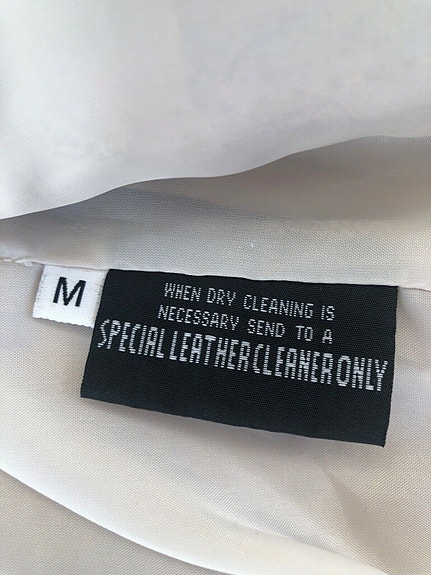 M
WHEN DRY CLEANING IS
NECESSARY SEND TO A
SPECIAL LEATHER CLEANER ONLY